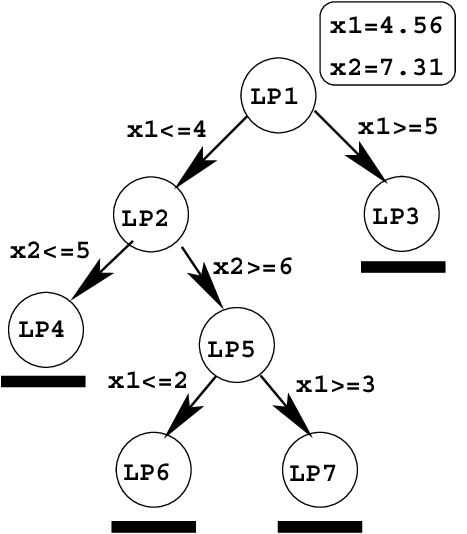 x1=4.56
x2=7.31
LP1
x1<=4
x1>=5
LP2
LP3
x2<=5
x2>=6
LP4
LP5
x1<=2
x1>=3
LP6
LP7